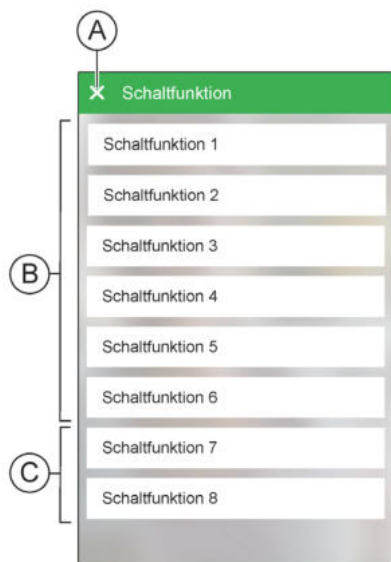 A
× Schaltfunktion
Schaltfunktion 1
Schaltfunktion 2
Schaltfunktion 3
B
Schaltfunktion 4
Schaltfunktion 5
Schaltfunktion 6
Schaltfunktion 7
C
Schaltfunktion 8